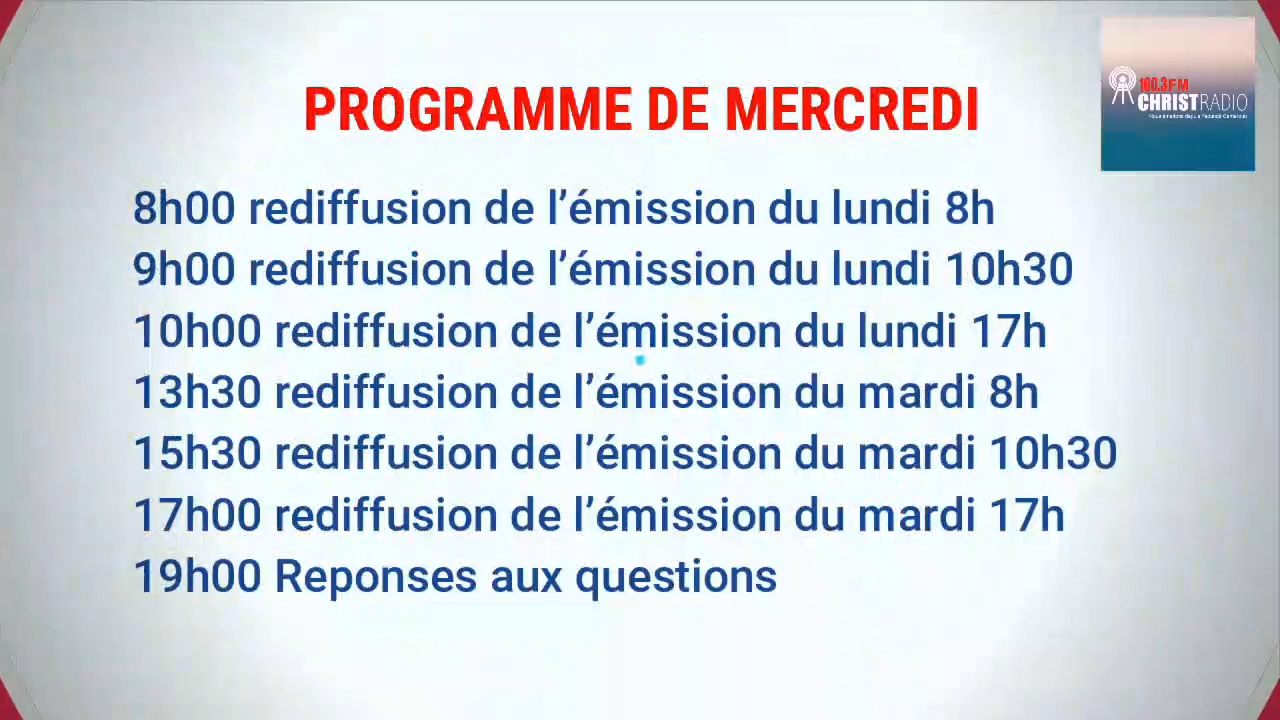 100.3FM
CHRISTRADIO
PROGRAMME DE MERCREDI
8h00 rediffusion de l’émission du lundi 8h
9h00 rediffusion de l’émission du lundi 10h30
10h00 rediffusion de l’émission du lundi 17h
13h30 rediffusion de l’émission du mardi 8h
15h30 rediffusion de l’émission du mardi 10h30
17h00 rediffusion de l’émission du mardi 17h
19h00 Reponses aux questions